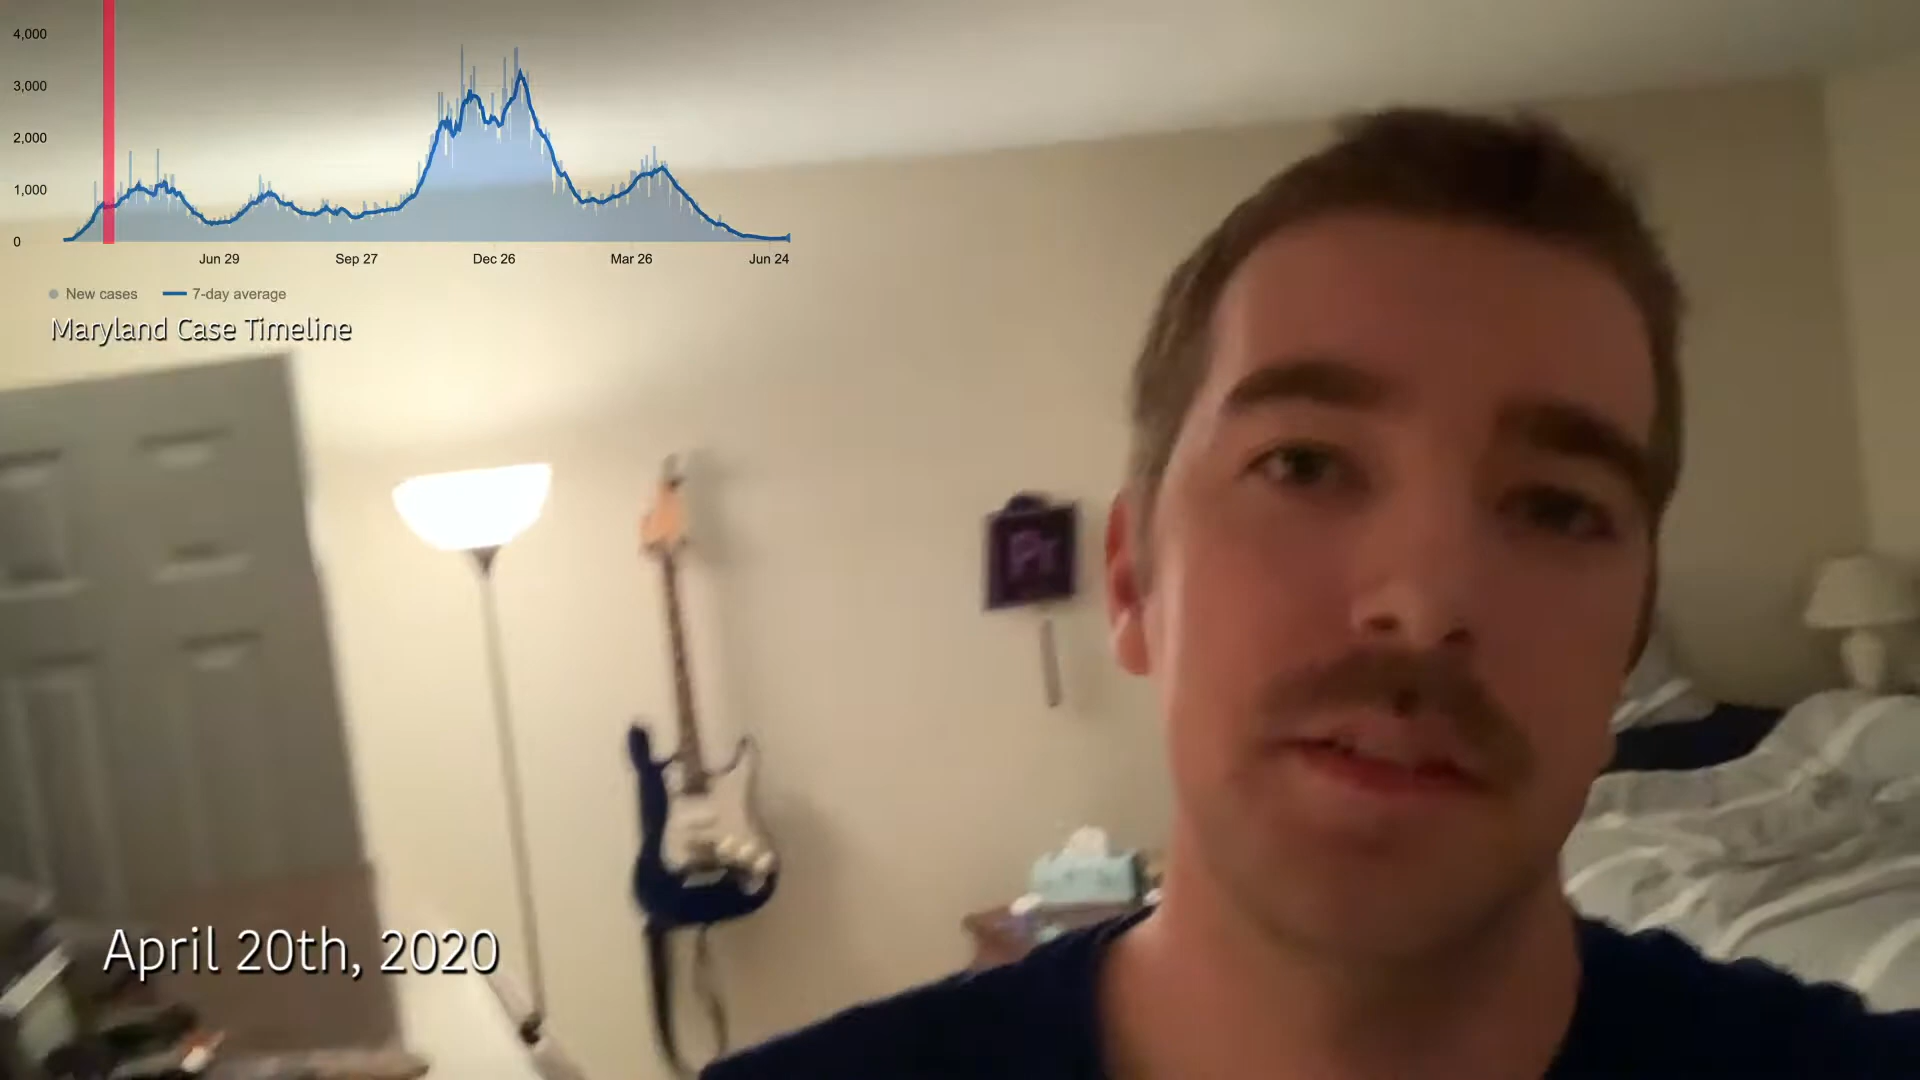 4,000
3,000
2,000
1,000
0
Jun 29 Sep 27 Dec 26 Mar 26 Jun 24
New cases 7-day average
Maryland Case Timeline
Pr
April 20th, 2020